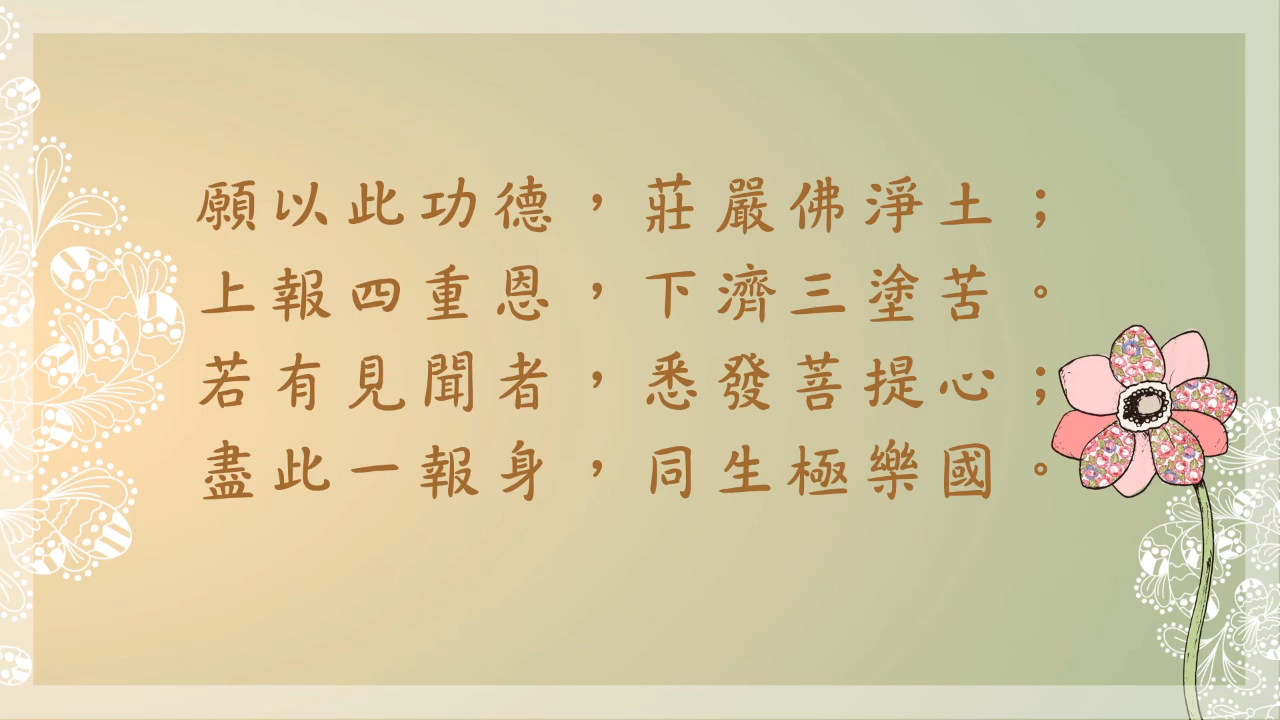 願以此功德，莊嚴佛淨土；
上報四重恩，下濟三塗苦。
若有見聞者，悉發菩提心；
盡此一報身，同生極樂國。